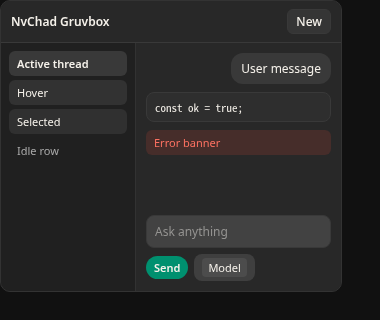 NvChad Gruvbox
New
Active thread
Hover
Selected
Idle row
User message
const ok = true;
Error banner
Ask anything
Send
Model